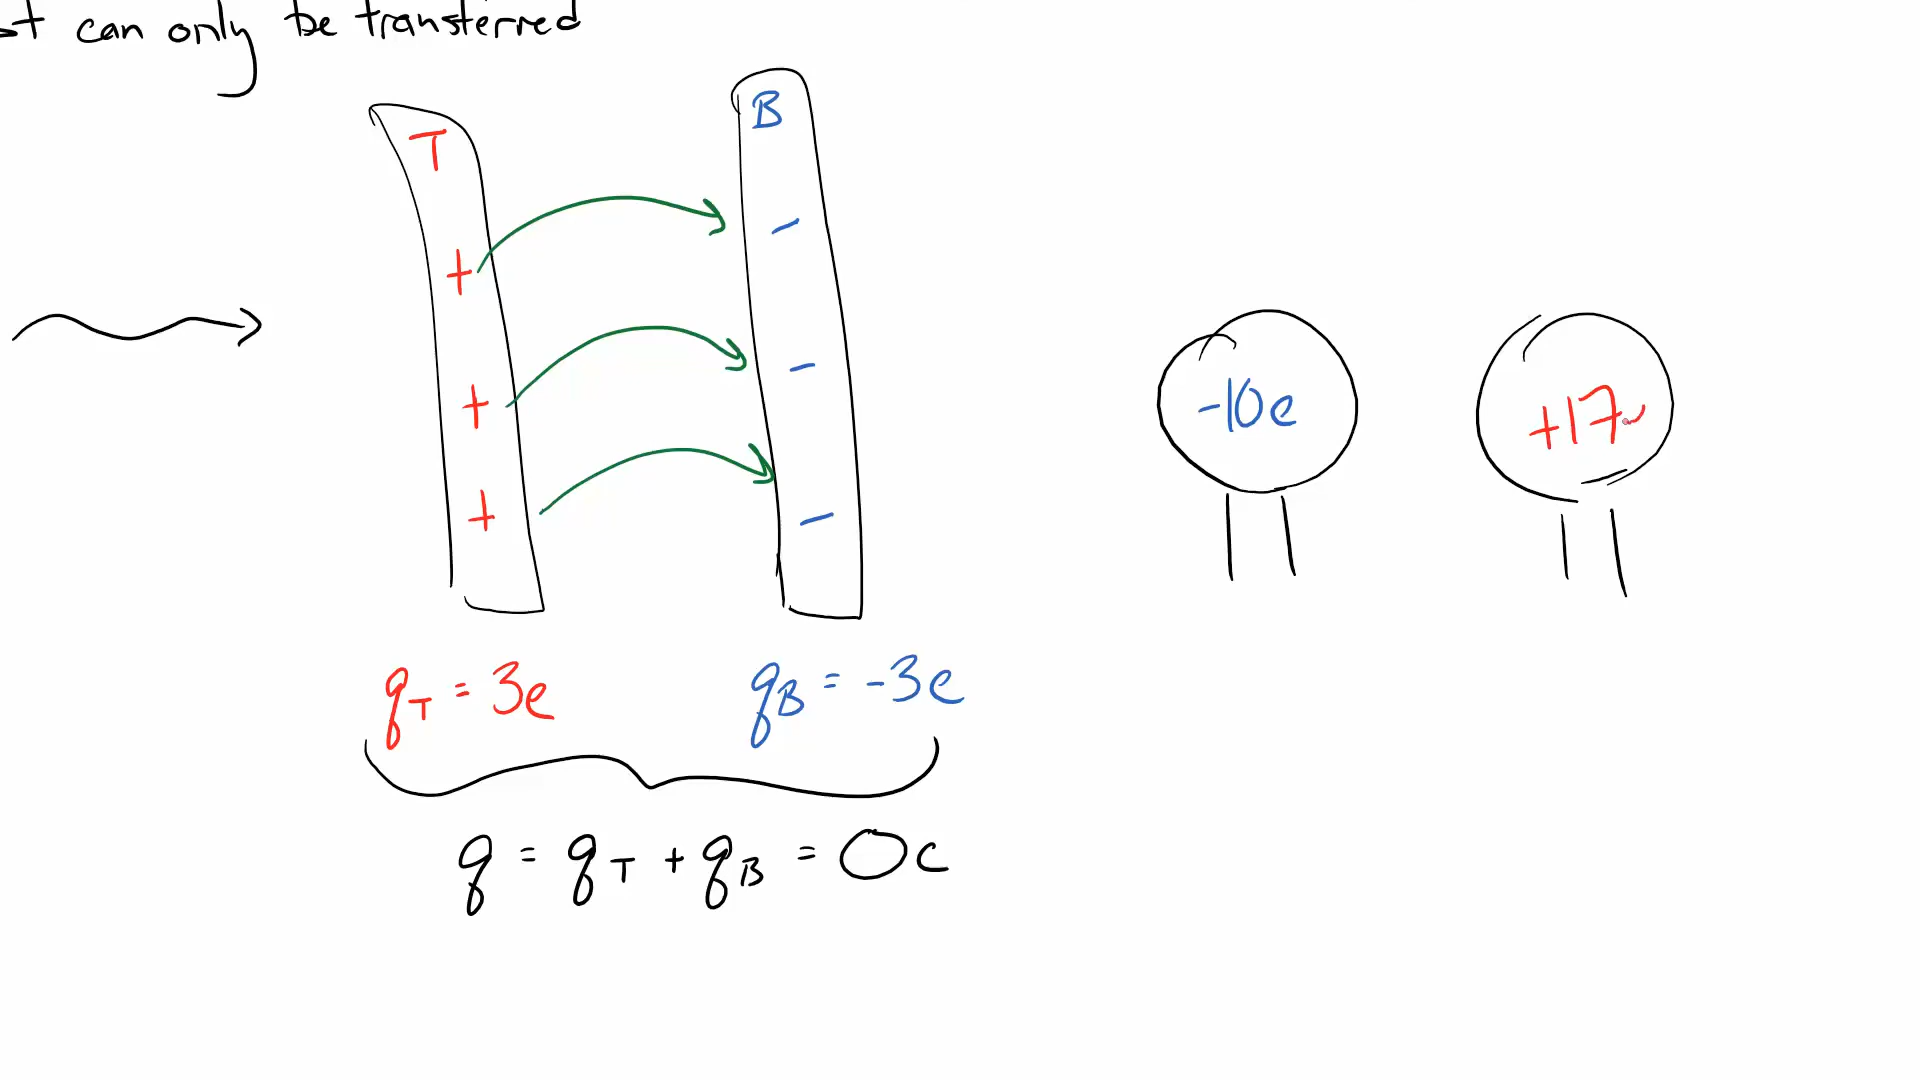 can only be transferred
T
B
+
-
+
-
+
-
-10e
+17
q_T = 3e
q_B = -3e
q = q_T + q_B = 0C